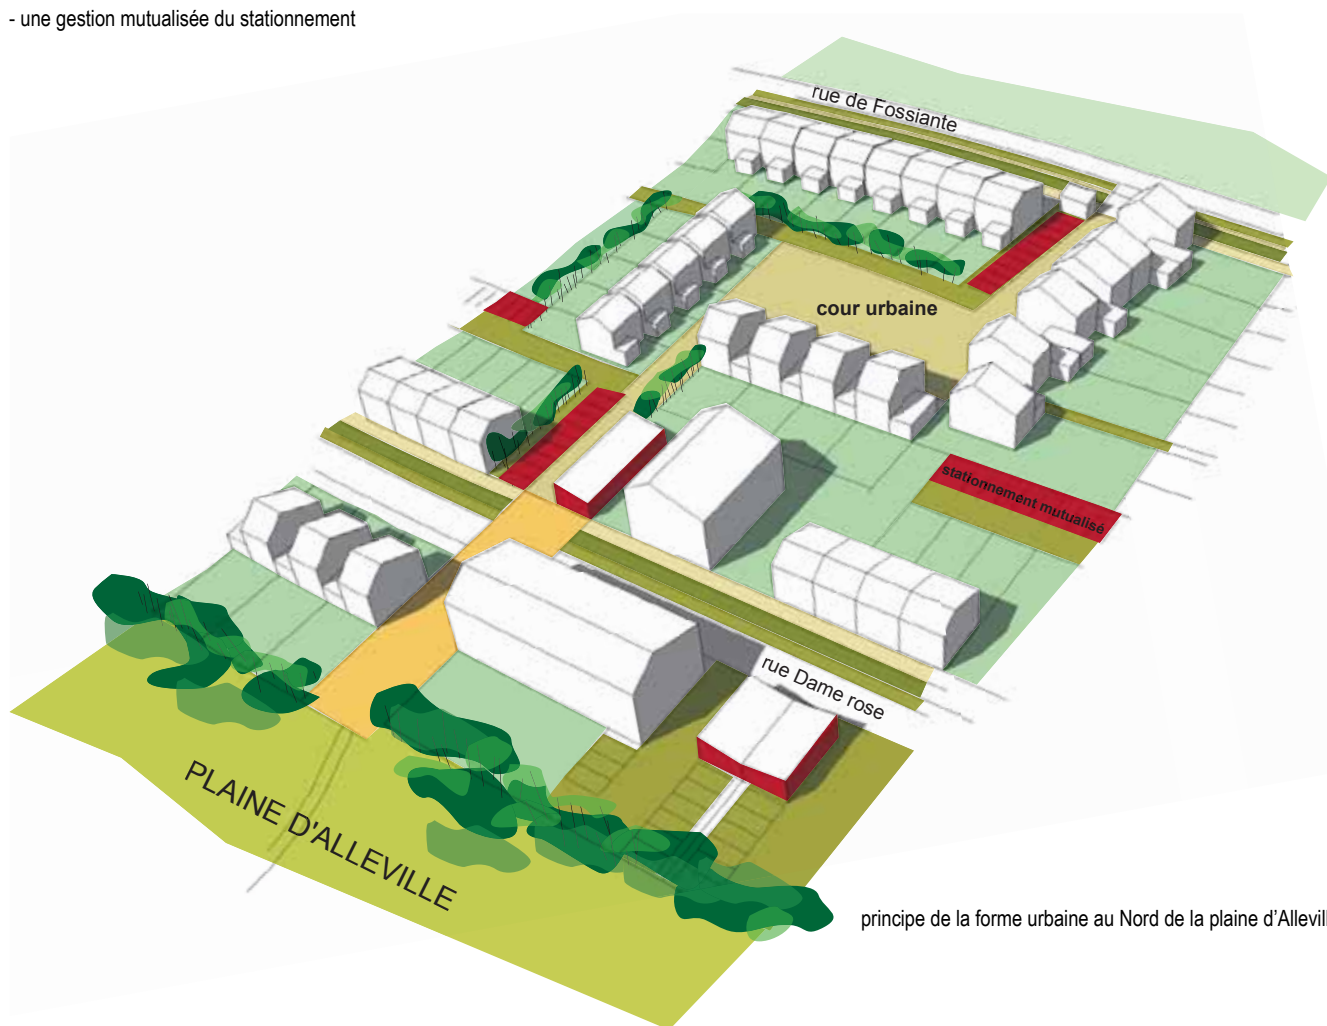 - une gestion mutualisée du stationnement
rue de Fossiante
cour urbaine
stationnement mutualisé
rue Dame rose
PLAINE D'ALLEVILLE
principe de la forme urbaine au Nord de la plaine d’Allevil